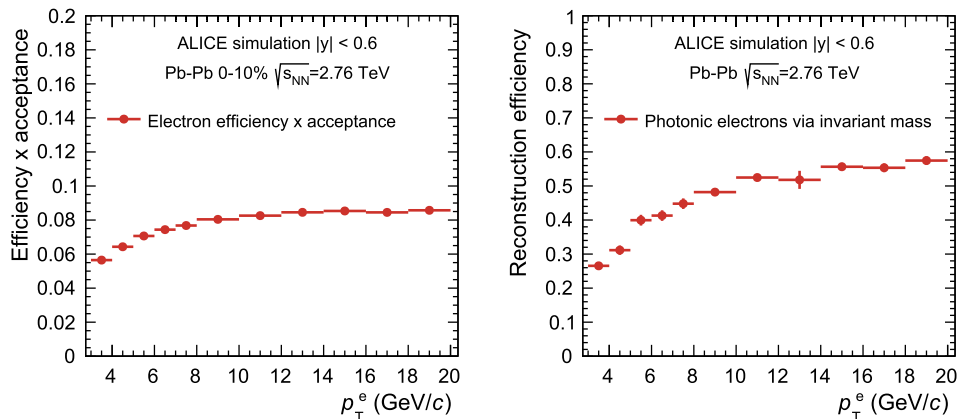 ALICE simulation |y| < 0.6
Pb-Pb 0-10% √sNN=2.76 TeV
Electron efficiency x acceptance
Efficiency x acceptance
0.2
0.18
0.16
0.14
0.12
0.1
0.08
0.06
0.04
0.02
0
4 6 8 10 12 14 16 18 20
pTe (GeV/c)
ALICE simulation |y| < 0.6
Pb-Pb √sNN=2.76 TeV
Photonic electrons via invariant mass
Reconstruction efficiency
1
0.9
0.8
0.7
0.6
0.5
0.4
0.3
0.2
0.1
0
4 6 8 10 12 14 16 18 20
pTe (GeV/c)